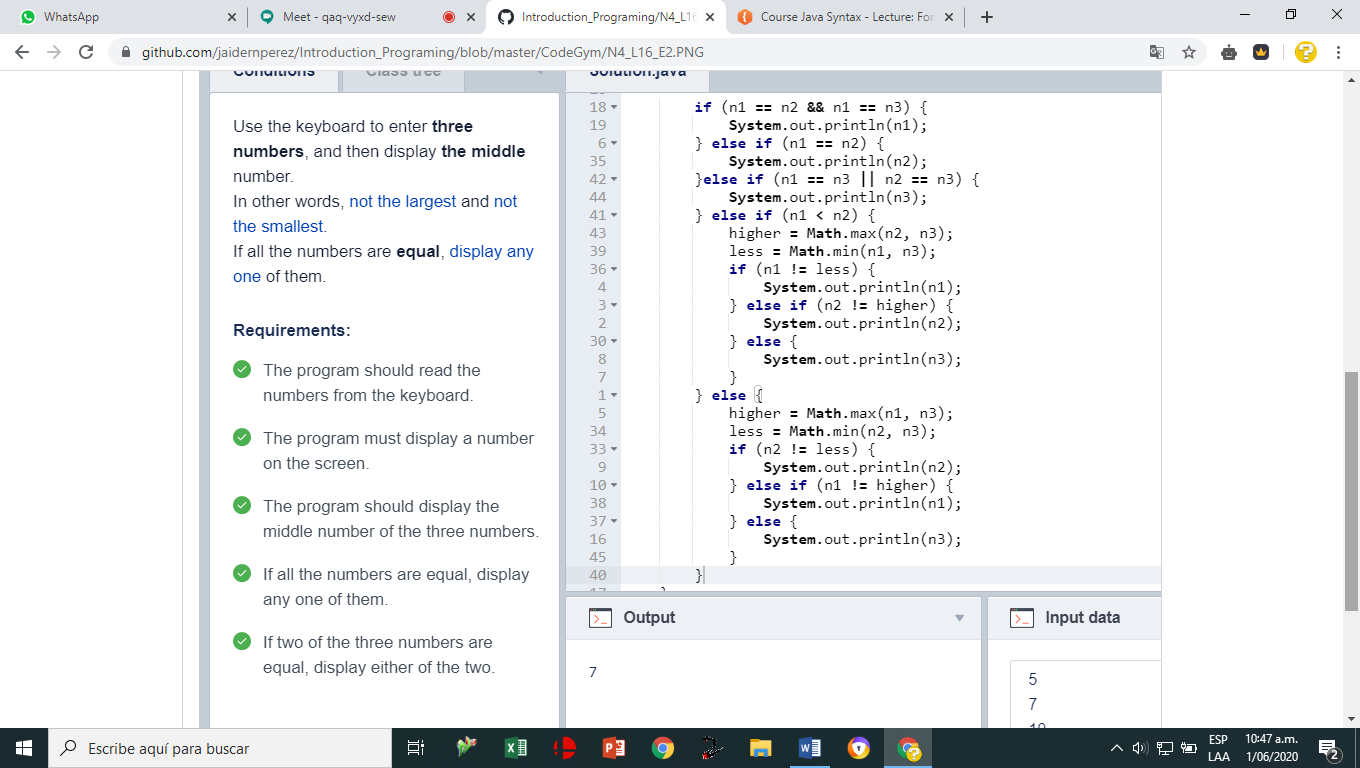 WhatsApp
Meet - qaq-vyxd-sew
Introduction_Programing/N4_L16
Course Java Syntax - Lecture: For
github.com/jaidernperez/Introduction_Programing/blob/master/CodeGym/N4_L16_E2.PNG
Conditions
Class tree
Solution.java
Use the keyboard to enter three
numbers, and then display the middle
number.
In other words, not the largest and not
the smallest.
If all the numbers are equal, display any
one of them.
Requirements:
The program should read the
numbers from the keyboard.
The program must display a number
on the screen.
The program should display the
middle number of the three numbers.
If all the numbers are equal, display
any one of them.
If two of the three numbers are
equal, display either of the two.
18 if (n1 == n2 && n1 == n3) {
19 System.out.println(n1);
6 } else if (n1 == n2) {
35 System.out.println(n2);
42 }else if (n1 == n3 || n2 == n3) {
44 System.out.println(n3);
41 } else if (n1 < n2) {
43 higher = Math.max(n2, n3);
39 less = Math.min(n1, n3);
36 if (n1 != less) {
4 System.out.println(n1);
3 } else if (n2 != higher) {
2 System.out.println(n2);
30 } else {
8 System.out.println(n3);
7 }
1 } else {
5 higher = Math.max(n1, n3);
34 less = Math.min(n2, n3);
33 if (n2 != less) {
9 System.out.println(n2);
10 } else if (n1 != higher) {
38 System.out.println(n1);
37 } else {
16 System.out.println(n3);
45 }
40 }
17 }
Output
7
Input data
5
7
10
Escribe aquí para buscar
ESP
LAA
10:47 a.m.
1/06/2020
2